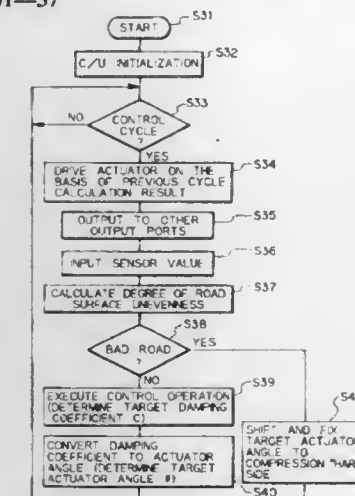 START
S31
C/U INITIALIZATION
S32
S33
NO
CONTROL
CYCLE
?
YES
DRIVE ACTUATOR ON THE
BASIS OF PREVIOUS CYCLE
CALCULATION RESULT
S34
OUTPUT TO OTHER
OUTPUT PORTS
S35
INPUT SENSOR VALUE
S36
CALCULATE DEGREE OF ROAD
SURFACE UNEVENNESS
S37
S38
BAD ROAD
?
YES
NO
EXECUTE CONTROL OPERATION
(DETERMINE TARGET DAMPING
COEFFICIENT C)
S39
CONVERT DAMPING
COEFFICIENT TO ACTUATOR
ANGLE (DETERMINE TARGET
ACTUATOR ANGLE
S40
SHIFT AND FIX
TARGET ACTUATOR
ANGLE TO
COMPRESSION "HARD
SIDE